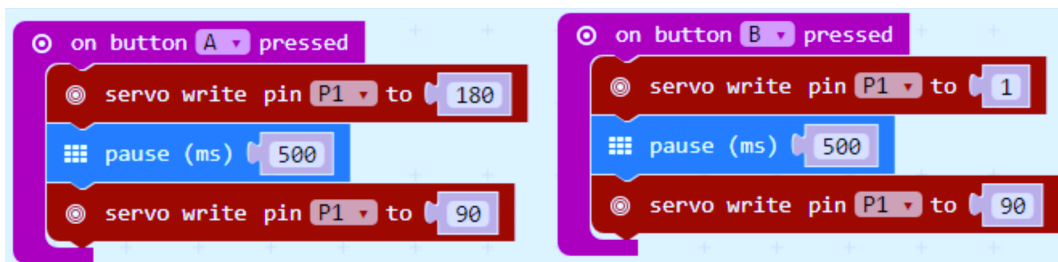 on button A pressed
servo write pin P1 to 180
pause (ms) 500
servo write pin P1 to 90
on button B pressed
servo write pin P1 to 1
pause (ms) 500
servo write pin P1 to 90